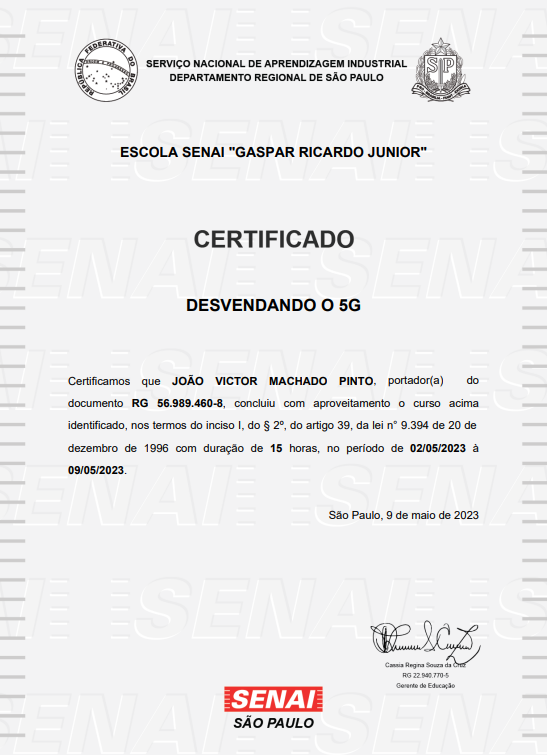 REPÚBLICA FEDERATIVA DO BRASIL
SERVIÇO NACIONAL DE APRENDIZAGEM INDUSTRIAL
DEPARTAMENTO REGIONAL DE SÃO PAULO
SP
ESCOLA SENAI "GASPAR RICARDO JUNIOR"
CERTIFICADO
DESVENDANDO O 5G
Certificamos que JOÃO VICTOR MACHADO PINTO, portador(a) do
documento RG 56.989.460-8, concluiu com aproveitamento o curso acima
identificado, nos termos do inciso I, do § 2º, do artigo 39, da lei n° 9.394 de 20 de
dezembro de 1996 com duração de 15 horas, no período de 02/05/2023 à
09/05/2023.
São Paulo, 9 de maio de 2023
Cassia Regina Souza da Cruz
RG 22.940.770-5
Gerente de Educação
SENAI
SÃO PAULO